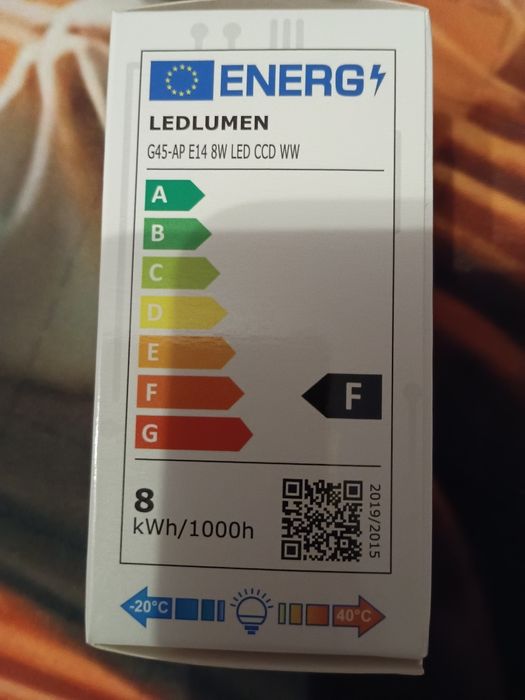 ENERG
LEDLUMEN
G45-AP E14 8W LED CCD WW
A
B
C
D
E
F
F
G
8
kWh/1000h
2019/2015
-20°C
40°C